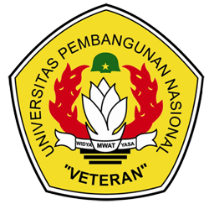 UNIVERSITAS PEMBANGUNAN NASIONAL
WIDYA MWAT YASA
"VETERAN"